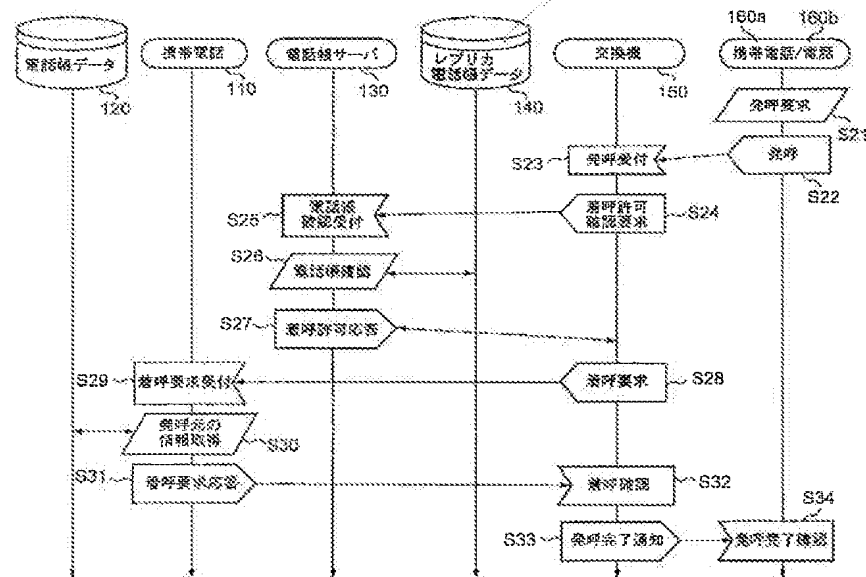 160a 160b
電話帳データ
携帯電話
電話帳サーバ
レプリカ
電話帳データ
交換機
携帯電話/電話
120
110
130
140
150
発呼要求
S21
S23
発呼受付
発呼
S22
S25
電話帳
確認受付
着呼許可
確認要求
S24
S26
電話帳確認
S27
着呼許可応答
S29
着呼要求受付
着呼要求
S28
発呼元の
情報取得
S30
S31
着呼要求応答
着呼確認
S32
S34
S33
発呼完了通知
発呼完了確認